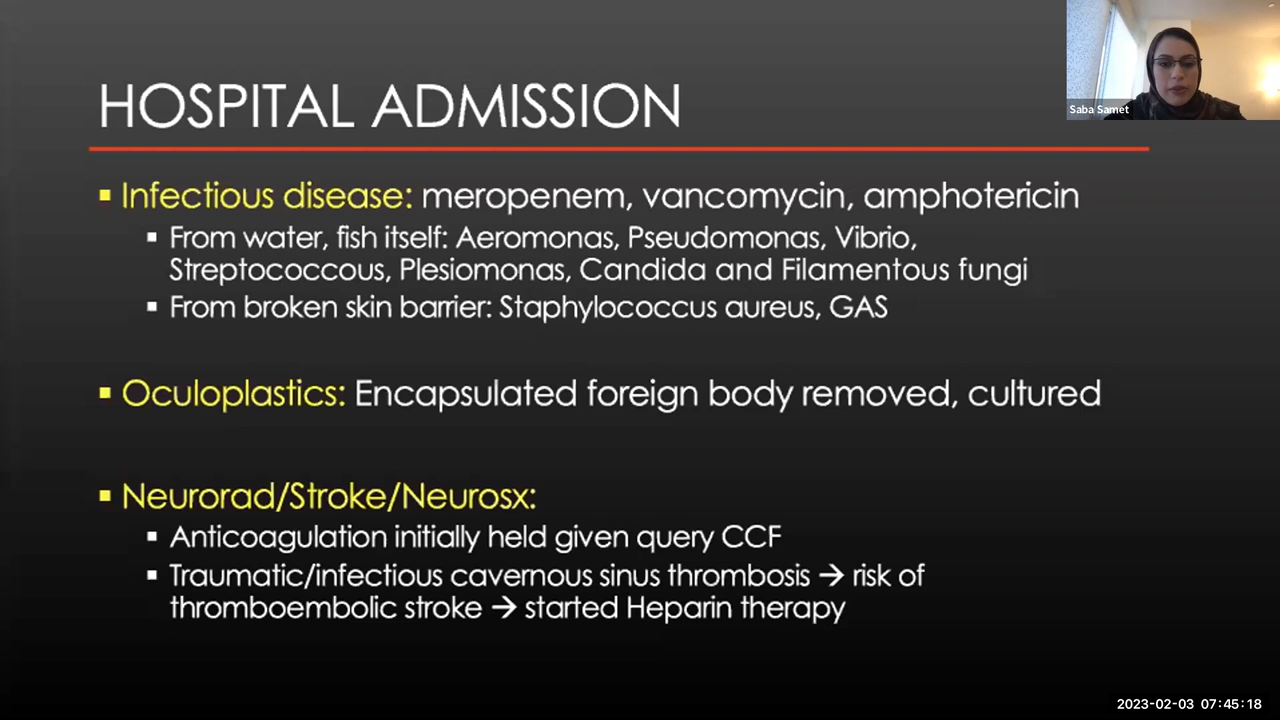 Saba Samet
HOSPITAL ADMISSION
▪ Infectious disease: meropenem, vancomycin, amphotericin
▪ From water, fish itself: Aeromonas, Pseudomonas, Vibrio,
Streptococcous, Plesiomonas, Candida and Filamentous fungi
▪ From broken skin barrier: Staphylococcus aureus, GAS
▪ Oculoplastics: Encapsulated foreign body removed, cultured
▪ Neurorad/Stroke/Neurosx:
▪ Anticoagulation initially held given query CCF
▪ Traumatic/infectious cavernous sinus thrombosis → risk of
thromboembolic stroke → started Heparin therapy
2023-02-03 07:45:18